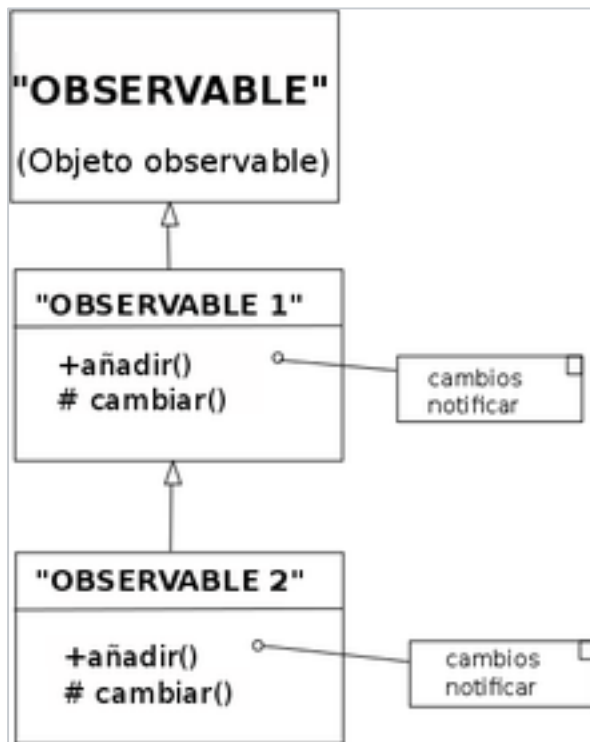 "OBSERVABLE"
(Objeto observable)
"OBSERVABLE 1"
+añadir()
# cambiar()
cambios
notificar
"OBSERVABLE 2"
+añadir()
# cambiar()
cambios
notificar